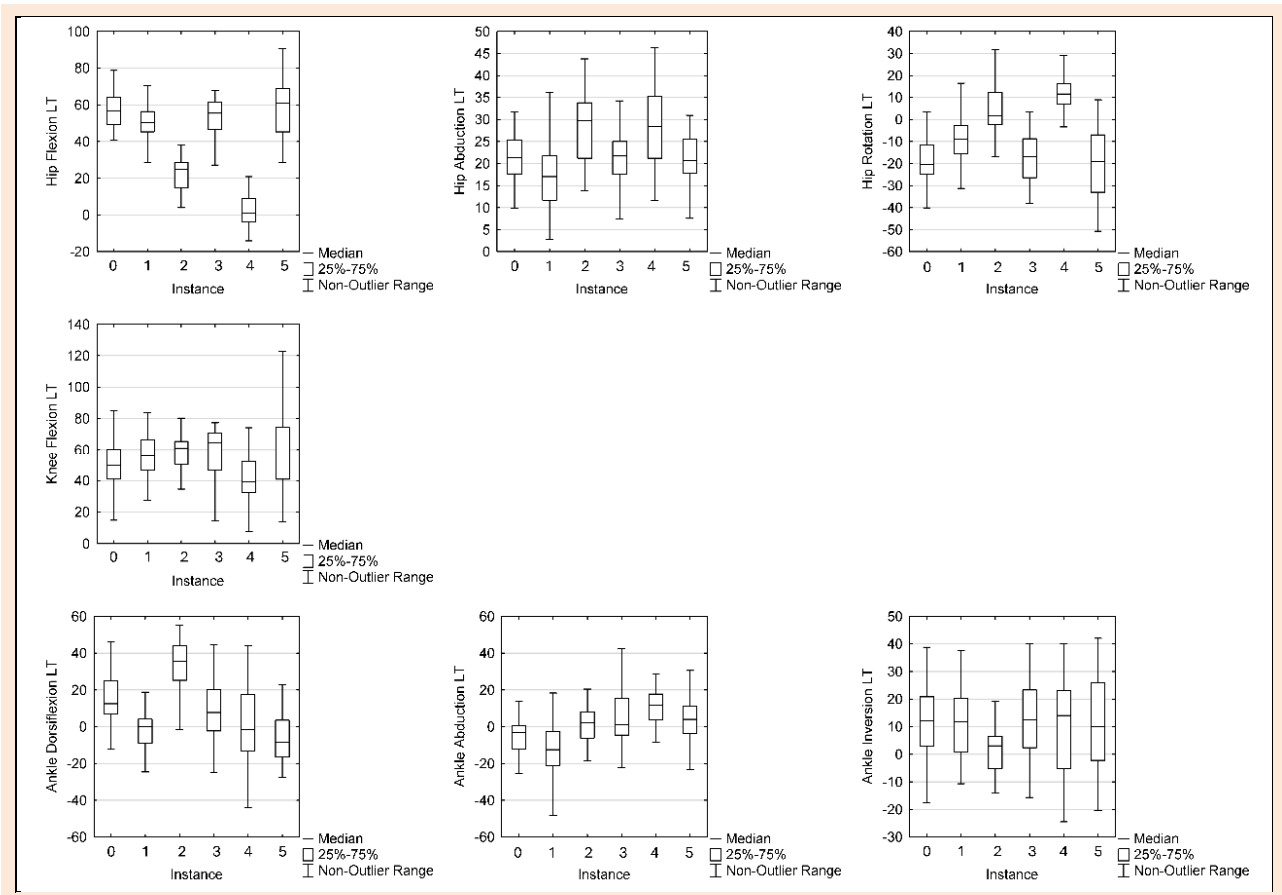 Hip Flexion LT
100
80
60
40
20
0
-20
0 1 2 3 4 5
Instance
Median
25%-75%
Non-Outlier Range
Hip Abduction LT
50
45
40
35
30
25
20
15
10
5
0
0 1 2 3 4 5
Instance
Median
25%-75%
Non-Outlier Range
Hip Rotation LT
40
30
20
10
0
-10
-20
-30
-40
-50
-60
0 1 2 3 4 5
Instance
Median
25%-75%
Non-Outlier Range
Knee Flexion LT
140
120
100
80
60
40
20
0
0 1 2 3 4 5
Instance
Median
25%-75%
Non-Outlier Range
Ankle Dorsiflexion LT
60
40
20
0
-20
-40
-60
0 1 2 3 4 5
Instance
Median
25%-75%
Non-Outlier Range
Ankle Abduction LT
60
40
20
0
-20
-40
-60
0 1 2 3 4 5
Instance
Median
25%-75%
Non-Outlier Range
Ankle Inversion LT
50
40
30
20
10
0
-10
-20
-30
0 1 2 3 4 5
Instance
Median
25%-75%
Non-Outlier Range